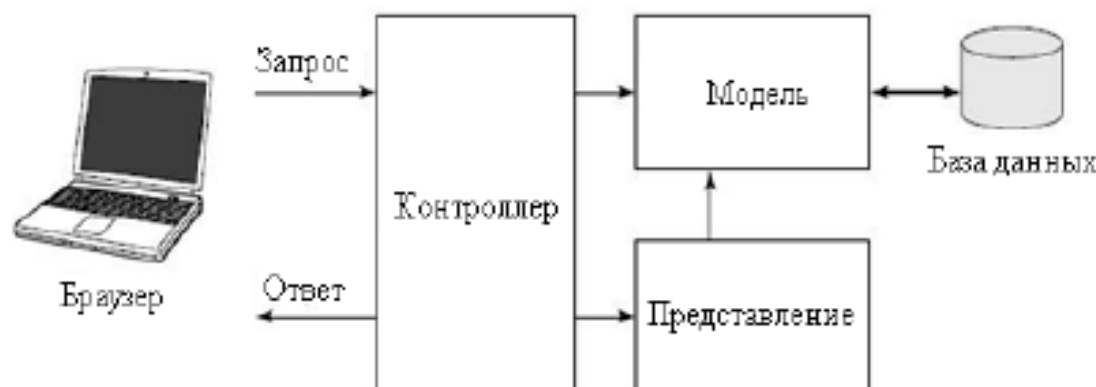 Запрос
Модель
База данных
Контроллер
Браузер
Ответ
Представление